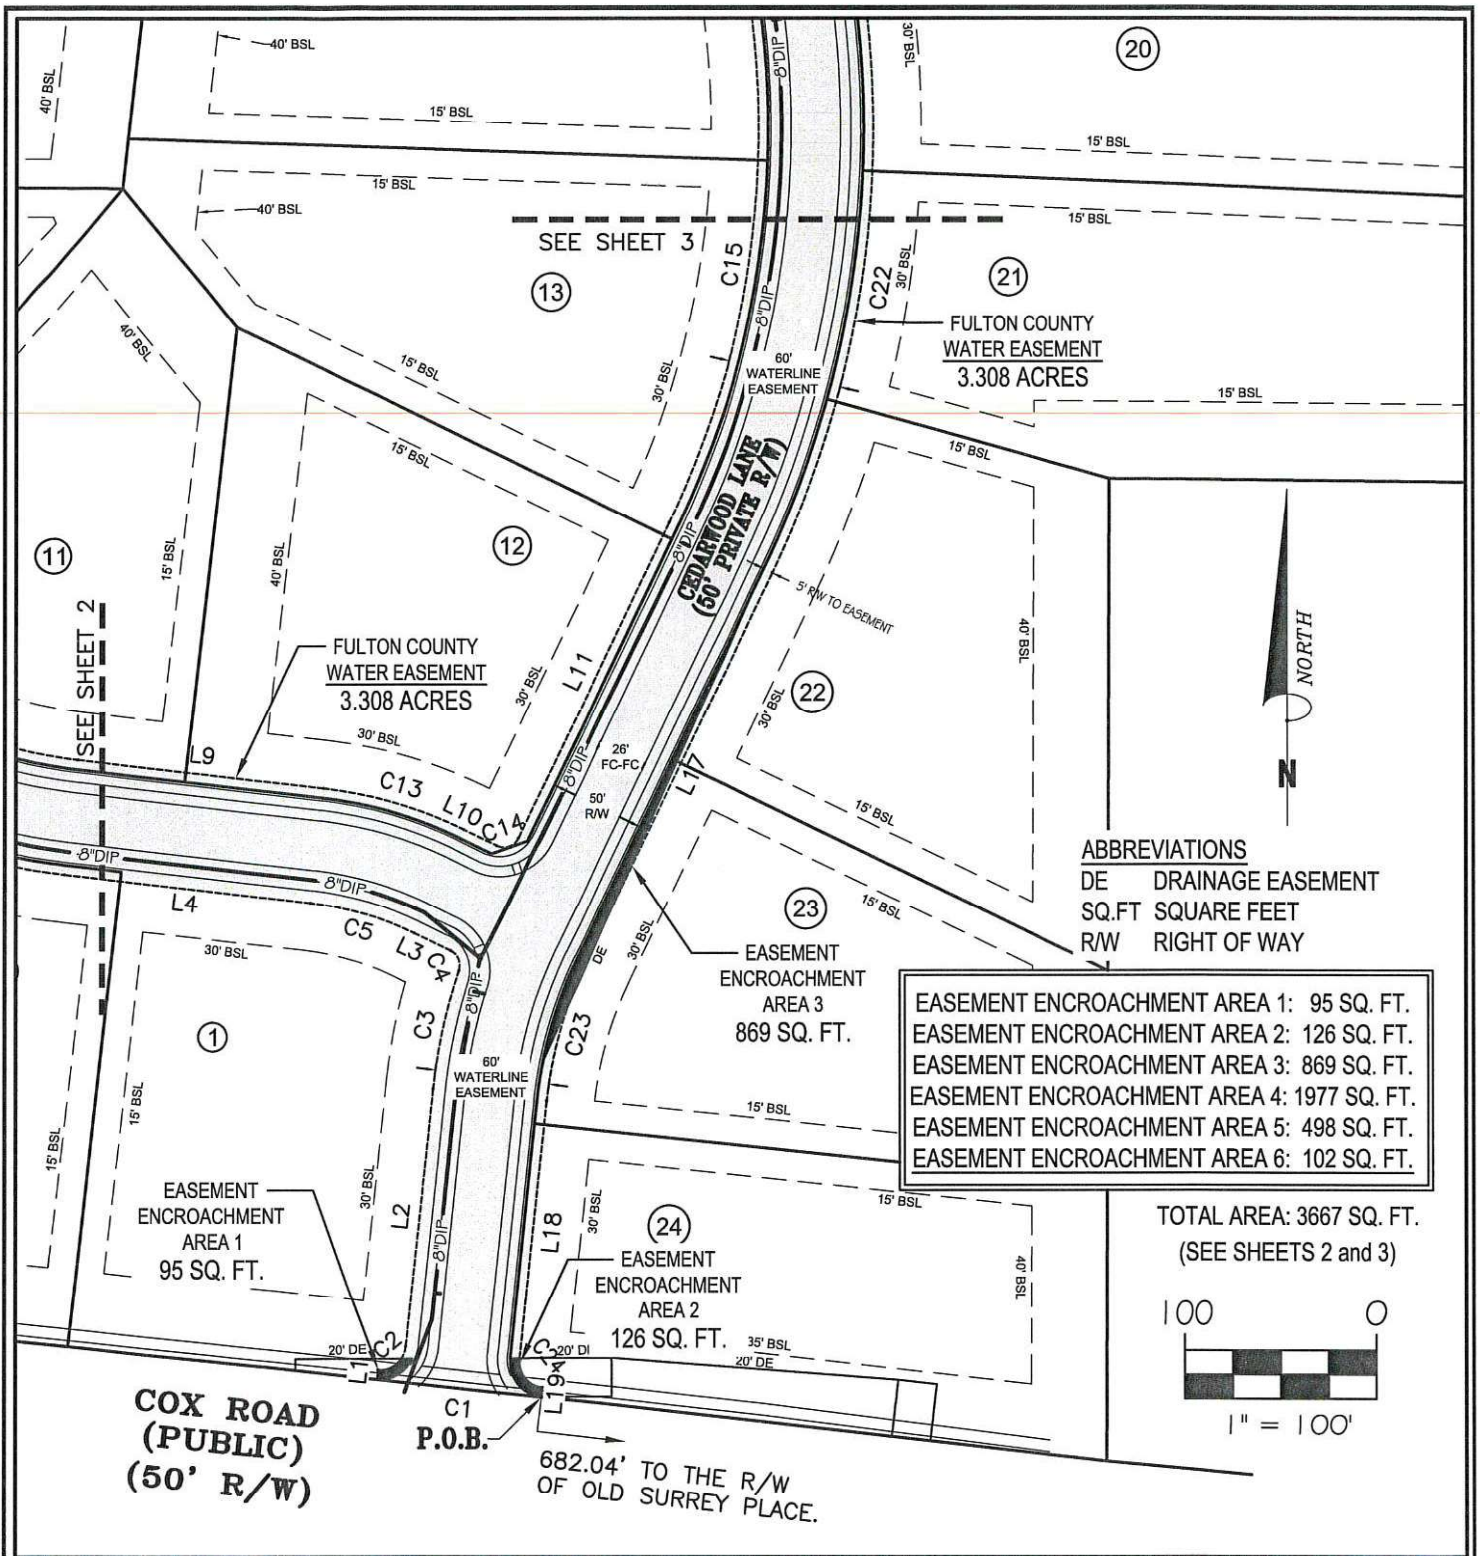 40' BSL
40' BSL
15' BSL
8"DIP
30' BSL
20
15' BSL
15' BSL
40' BSL
SEE SHEET 3
13
C15
8"DIP
C22
30' BSL
15' BSL
21
FULTON COUNTY
WATER EASEMENT
3.308 ACRES
40' BSL
15' BSL
30' BSL
60'
WATERLINE
EASEMENT
15' BSL
15' BSL
15' BSL
CEDARWOOD LANE
(50' PRIVATE R/W)
11
15' BSL
40' BSL
12
8"DIP
5' R/W TO EASEMENT
40' BSL
NORTH
N
SEE SHEET 2
FULTON COUNTY
WATER EASEMENT
3.308 ACRES
L11
30' BSL
22
30' BSL
30' BSL
L9
C13
L10
C14
8"DIP
26'
FC-FC
50'
R/W
L17
15' BSL
ABBREVIATIONS
DE DRAINAGE EASEMENT
SQ.FT SQUARE FEET
R/W RIGHT OF WAY
8"DIP
8"DIP
L4
C5
L3
C4
30' BSL
23
15' BSL
30' BSL
DE
EASEMENT
ENCROACHMENT
AREA 3
869 SQ. FT.
8"DIP
C3
C23
1
60'
WATERLINE
EASEMENT
15' BSL
15' BSL
15' BSL
EASEMENT ENCROACHMENT AREA 1: 95 SQ. FT.
EASEMENT ENCROACHMENT AREA 2: 126 SQ. FT.
EASEMENT ENCROACHMENT AREA 3: 869 SQ. FT.
EASEMENT ENCROACHMENT AREA 4: 1977 SQ. FT.
EASEMENT ENCROACHMENT AREA 5: 498 SQ. FT.
EASEMENT ENCROACHMENT AREA 6: 102 SQ. FT.
TOTAL AREA: 3667 SQ. FT.
(SEE SHEETS 2 and 3)
EASEMENT
ENCROACHMENT
AREA 1
95 SQ. FT.
30' BSL
L2
8"DIP
L18
30' BSL
24
15' BSL
40' BSL
EASEMENT
ENCROACHMENT
AREA 2
126 SQ. FT.
20' DE
L1
C2
20' DI
35' BSL
20' DE
L19
C1
P.O.B.
COX ROAD
(PUBLIC)
(50' R/W)
682.04' TO THE R/W
OF OLD SURREY PLACE.
100 0
1" = 100'